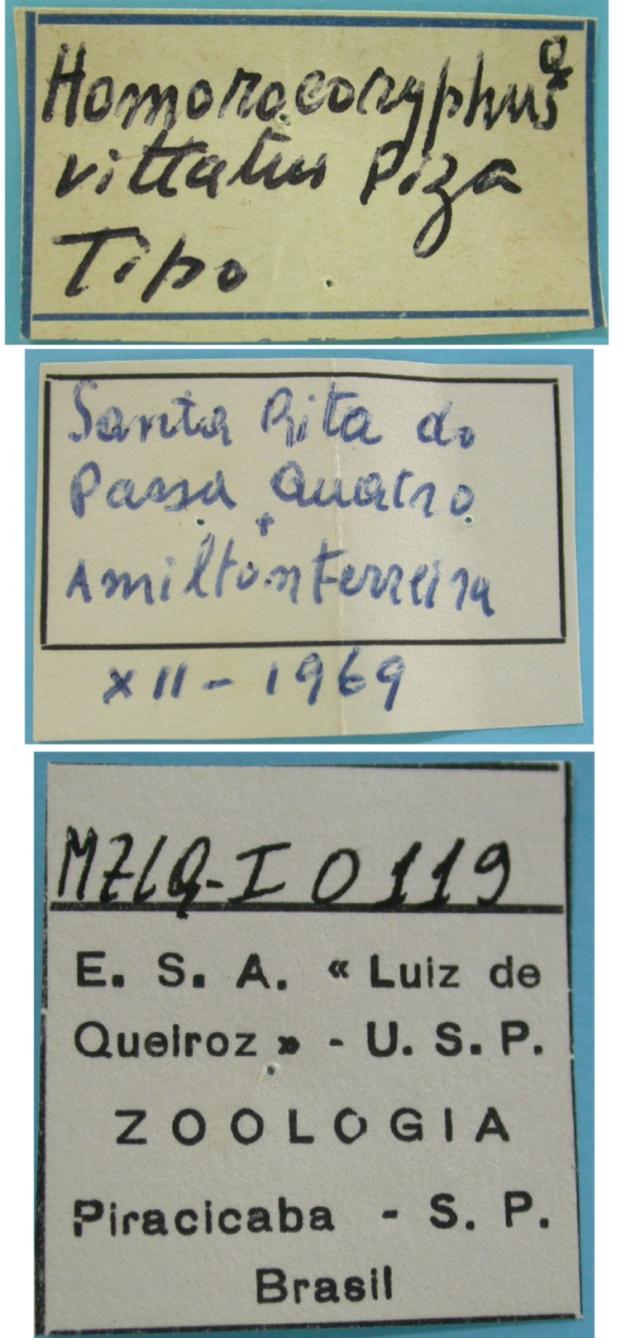 Homorocoryphus ♀
vittatus Piza
Tipo
Santa Rita do
Passa Quatro
Amilton Ferreira
XII - 1969
MZLQ-I 0119
E. S. A. « Luiz de
Queiroz » - U. S. P.
ZOOLOGIA
Piracicaba - S. P.
Brasil